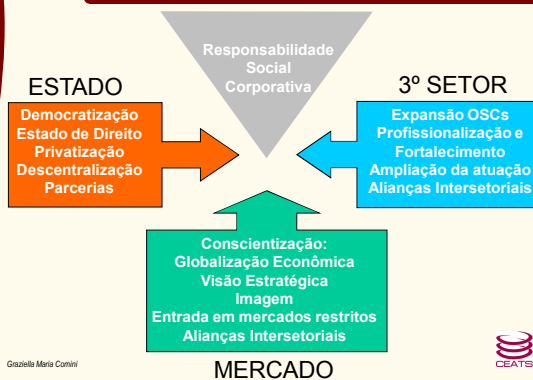 Responsabilidade
Social
Corporativa
ESTADO
Democratização
Estado de Direito
Privatização
Descentralização
Parcerias
3º SETOR
Expansão OSCs
Profissionalização e
Fortalecimento
Ampliação da atuação
Alianças Intersetoriais
Conscientização:
Globalização Econômica
Visão Estratégica
Imagem
Entrada em mercados restritos
Alianças Intersetoriais
MERCADO
Graziella Maria Comini
CEATS